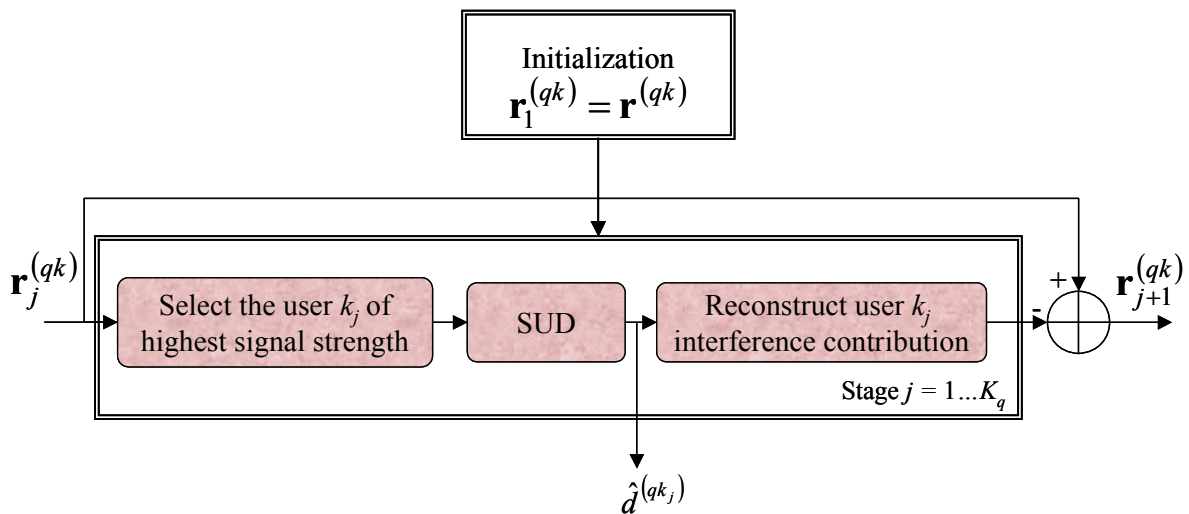 Initialization
𝐫₁^(qk) = 𝐫^(qk)
𝐫_j^(qk)
Select the user k_j of
highest signal strength
SUD
Reconstruct user k_j
interference contribution
-
+
𝐫_{j+1}^(qk)
Stage j = 1...K_q
d̂^(qk_j)